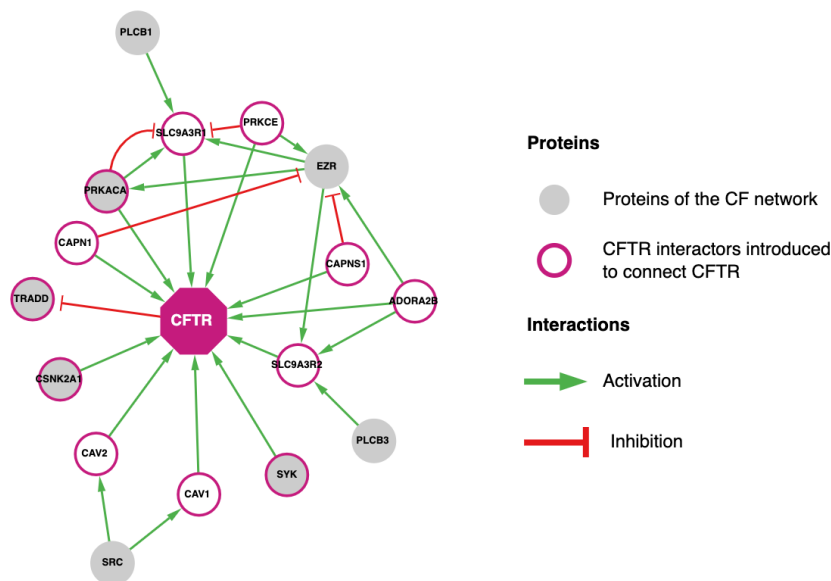 PLCB1
SLC9A3R1
PRKCE
EZR
PRKACA
CAPN1
CAPNS1
TRADD
ADORA2B
CFTR
SLC9A3R2
CSNK2A1
PLCB3
CAV2
SYK
CAV1
SRC
Proteins
Proteins of the CF network
CFTR interactors introduced
to connect CFTR
Interactions
Activation
Inhibition